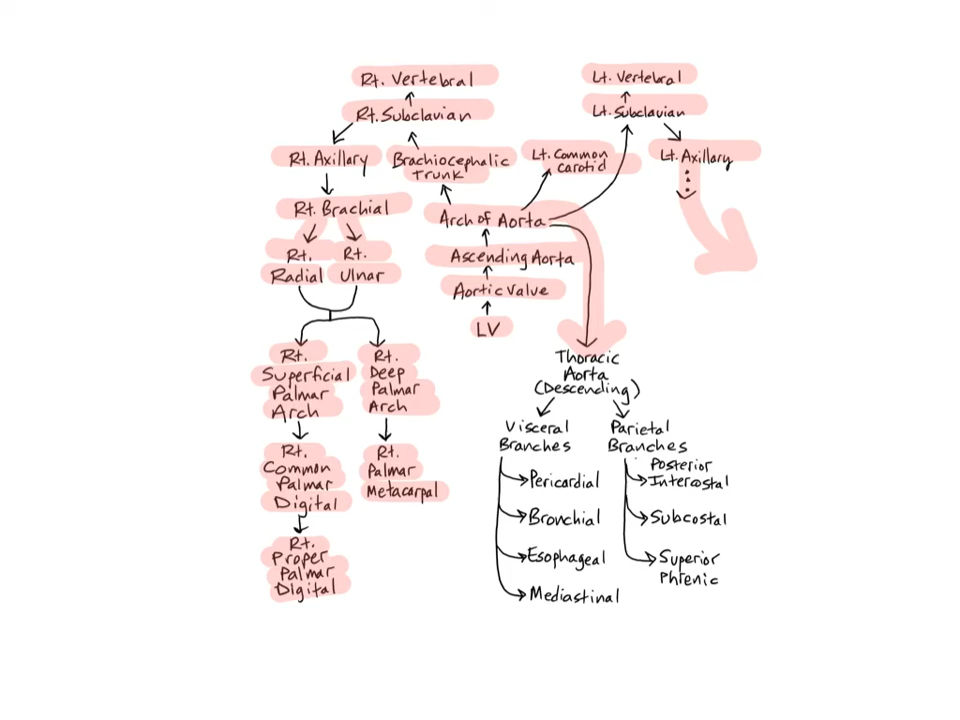 Rt. Vertebral
Rt. Subclavian
Rt. Axillary
Brachiocephalic
Trunk
Rt. Brachial
Rt.
Radial
Rt.
Ulnar
Rt.
Superficial
Palmar
Arch
Rt.
Deep
Palmar
Arch
Rt.
Common
Palmar
Digital
Rt.
Palmar
Metacarpal
Rt.
Proper
Palmar
Digital
Lt. Vertebral
Lt. Subclavian
Lt. Common
Carotid
Lt. Axillary
Arch of Aorta
Ascending Aorta
Aortic Valve
LV
Thoracic
Aorta
(Descending)
Visceral
Branches
Pericardial
Bronchial
Esophageal
Mediastinal
Parietal
Branches
Posterior
Intercostal
Subcostal
Superior
Phrenic